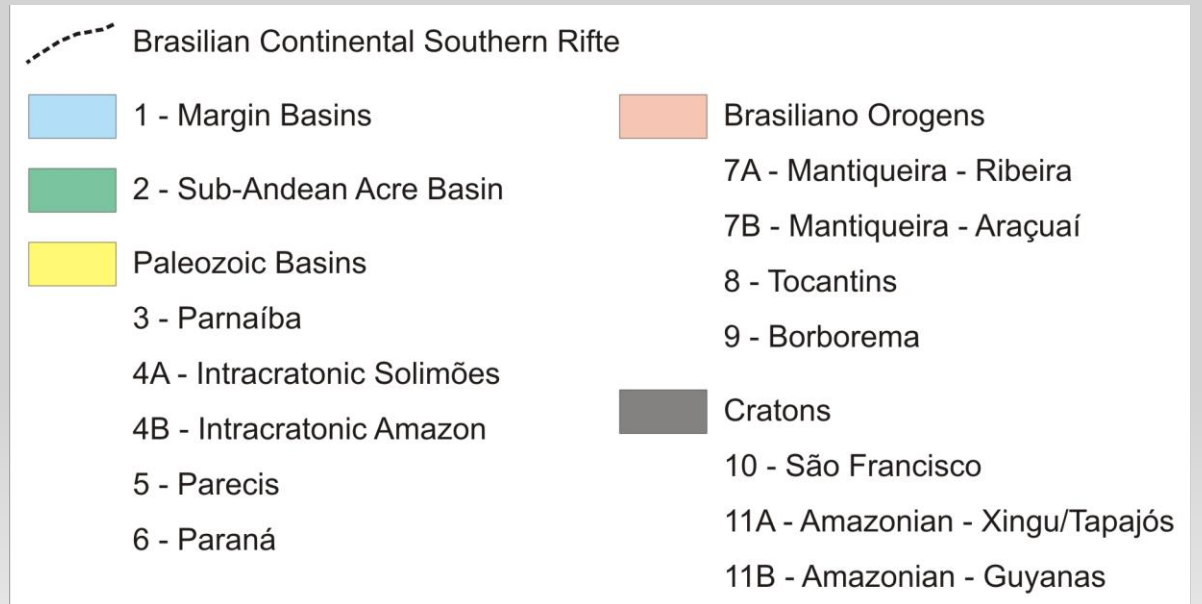 Brasilian Continental Southern Rifte
1 - Margin Basins
2 - Sub-Andean Acre Basin
Paleozoic Basins
3 - Parnaíba
4A - Intracratonic Solimões
4B - Intracratonic Amazon
5 - Parecis
6 - Paraná
Brasiliano Orogens
7A - Mantiqueira - Ribeira
7B - Mantiqueira - Araçuaí
8 - Tocantins
9 - Borborema
Cratons
10 - São Francisco
11A - Amazonian - Xingu/Tapajós
11B - Amazonian - Guyanas